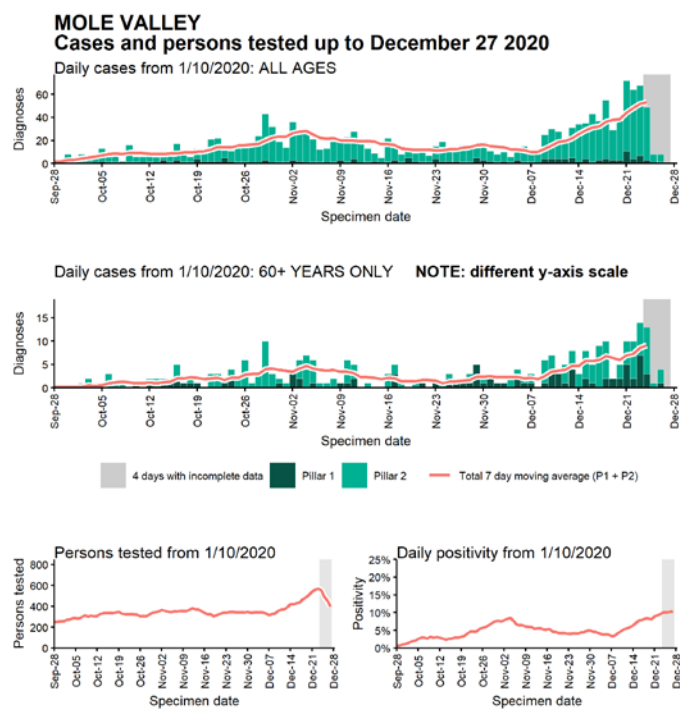 MOLE VALLEY
Cases and persons tested up to December 27 2020
Daily cases from 1/10/2020: ALL AGES
Diagnoses
60
40
20
0
Sep-28 Oct-05 Oct-12 Oct-19 Oct-26 Nov-02 Nov-09 Nov-16 Nov-23 Nov-30 Dec-07 Dec-14 Dec-21 Dec-28
Specimen date
Daily cases from 1/10/2020: 60+ YEARS ONLY NOTE: different y-axis scale
Diagnoses
15
10
5
0
Sep-28 Oct-05 Oct-12 Oct-19 Oct-26 Nov-02 Nov-09 Nov-16 Nov-23 Nov-30 Dec-07 Dec-14 Dec-21 Dec-28
Specimen date
4 days with incomplete data Pillar 1 Pillar 2 Total 7 day moving average (P1 + P2)
Persons tested from 1/10/2020
Persons tested
800
600
400
200
0
Sep-28 Oct-05 Oct-12 Oct-19 Oct-26 Nov-02 Nov-09 Nov-16 Nov-23 Nov-30 Dec-07 Dec-14 Dec-21 Dec-28
Specimen date
Daily positivity from 1/10/2020
Positivity
25%
20%
15%
10%
5%
0%
Sep-28 Oct-05 Oct-12 Oct-19 Oct-26 Nov-02 Nov-09 Nov-16 Nov-23 Nov-30 Dec-07 Dec-14 Dec-21 Dec-28
Specimen date